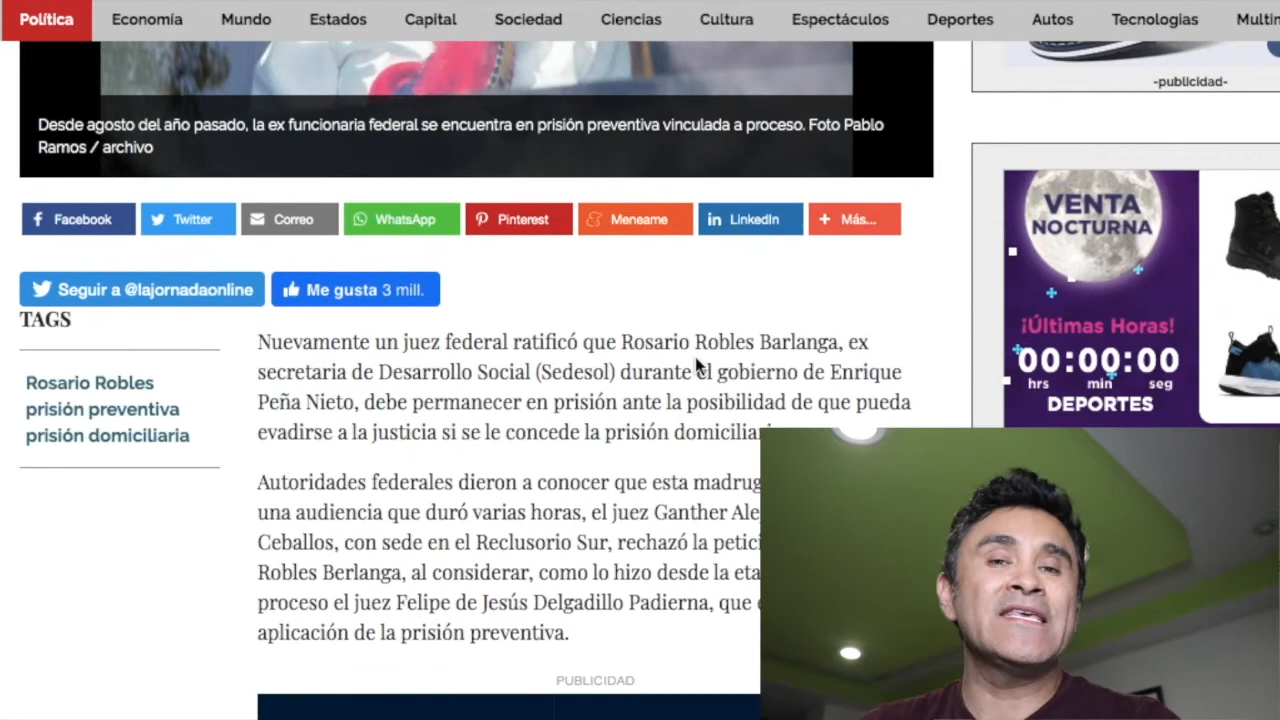 Política Economía Mundo Estados Capital Sociedad Ciencias Cultura Espectáculos Deportes Autos Tecnologias
-publicidad-
Desde agosto del año pasado, la ex funcionaria federal se encuentra en prisión preventiva vinculada a proceso. Foto Pablo
Ramos / archivo
Facebook Twitter Correo WhatsApp Pinterest Meneame LinkedIn Más...
VENTA
NOCTURNA
¡Últimas Horas!
00:00:00
hrs min seg
DEPORTES
Seguir a @lajornadaonline Me gusta 3 mill.
TAGS
Rosario Robles
prisión preventiva
prisión domiciliaria
Nuevamente un juez federal ratificó que Rosario Robles Barlanga, ex
secretaria de Desarrollo Social (Sedesol) durante el gobierno de Enrique
Peña Nieto, debe permanecer en prisión ante la posibilidad de que pueda
evadirse a la justicia si se le concede la prisión
Autoridades federales dieron a conocer que esta
una audiencia que duró varias horas, el juez Ganther
Ceballos, con sede en el Reclusorio Sur, rechazó la
Robles Berlanga, al considerar, como lo hizo desde la
proceso el juez Felipe de Jesús Delgadillo Padierna, que
aplicación de la prisión preventiva.
PUBLICIDAD